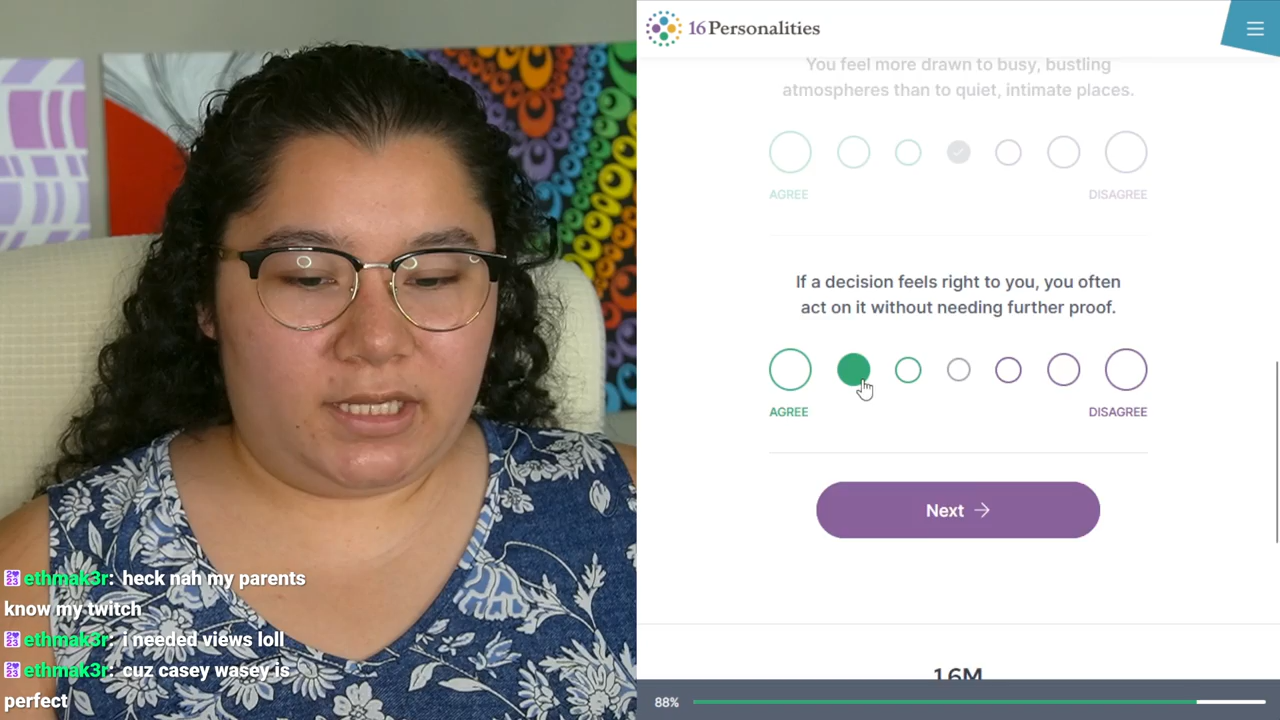 16Personalities
You feel more drawn to busy, bustling
atmospheres than to quiet, intimate places.
AGREE DISAGREE
If a decision feels right to you, you often
act on it without needing further proof.
AGREE DISAGREE
Next
16M
88%
ethmak3r: heck nah my parents
know my twitch
ethmak3r: i needed views loll
ethmak3r: cuz casey wasey is
perfect